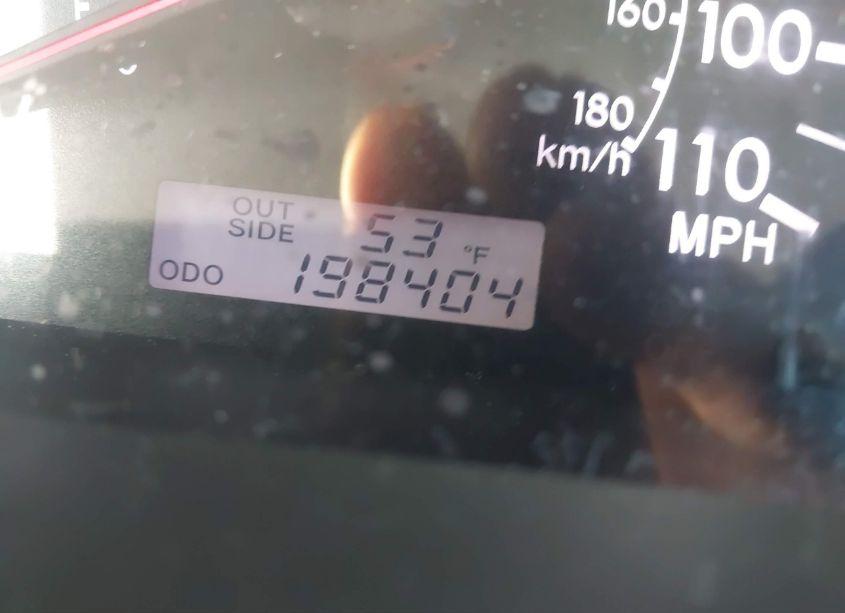 F
160
100
180
km/h
110
MPH
OUT
SIDE
53 °F
ODO
198404